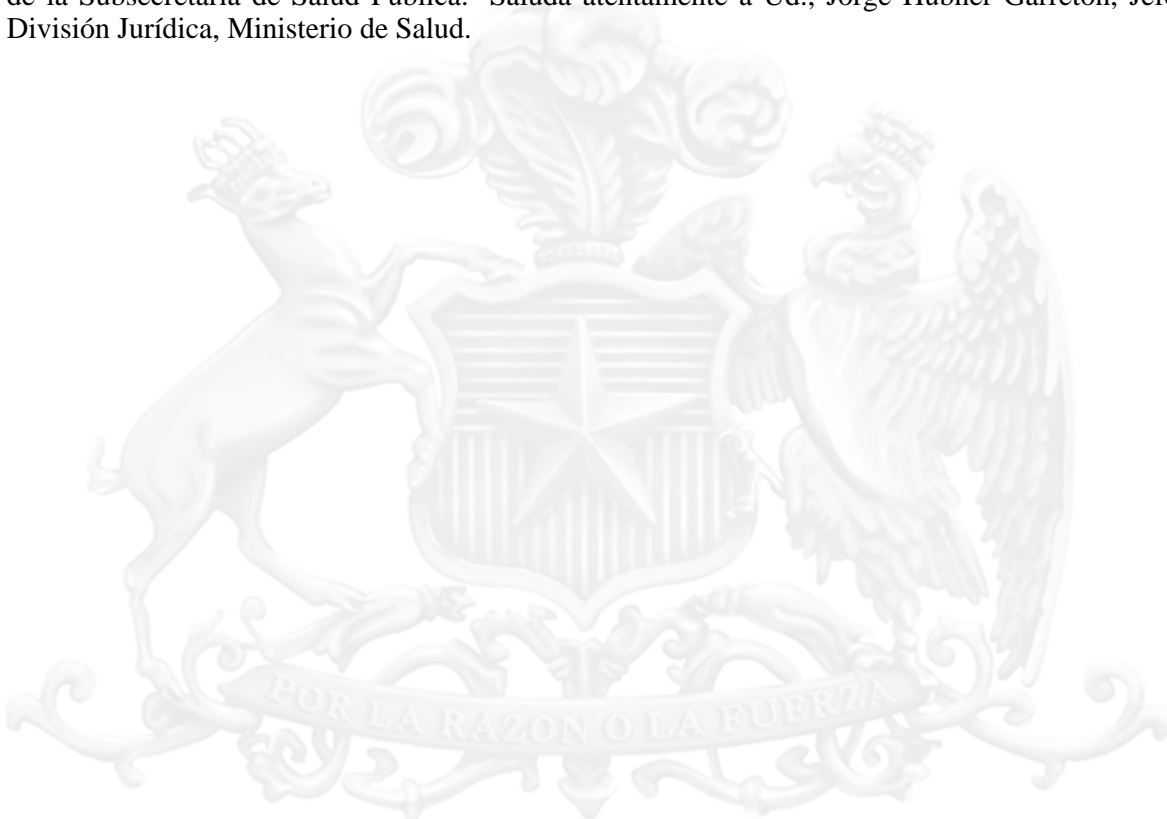 de la Subsecretaría de Salud Pública.- Saluda atentamente a Ud., Jorge Hübner Garretón, Jefe
División Jurídica, Ministerio de Salud.
POR LA RAZON O LA FUERZA